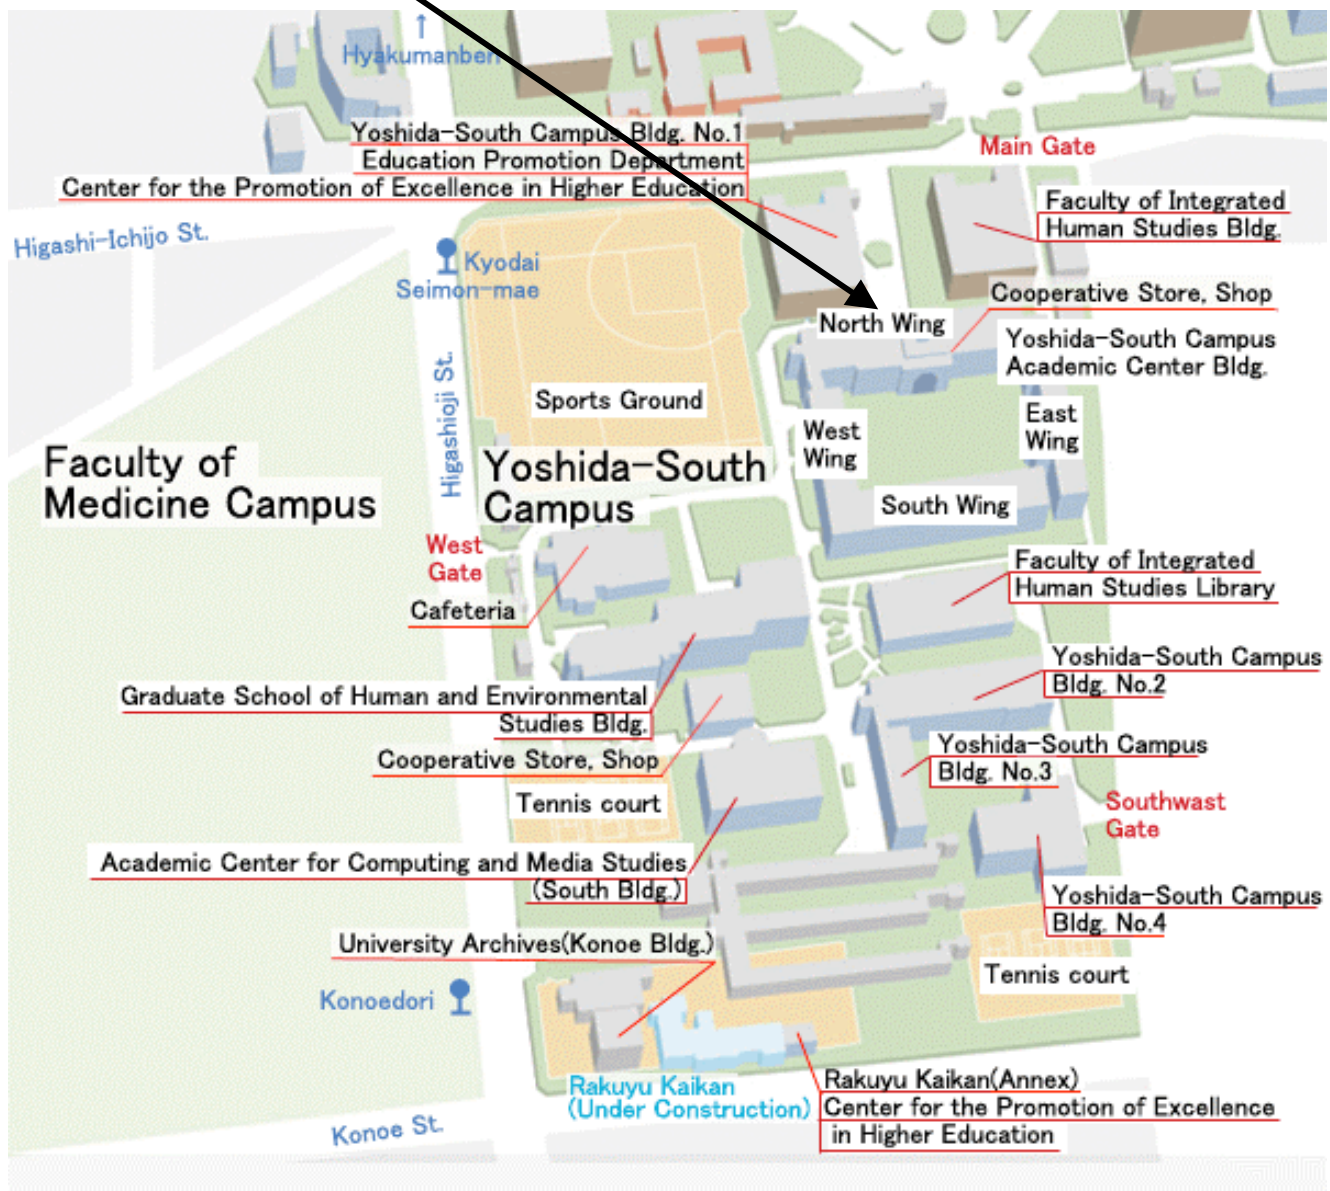 Hyakumanben
Yoshida-South Campus Bldg. No.1
Education Promotion Department
Center for the Promotion of Excellence in Higher Education
Main Gate
Faculty of Integrated
Human Studies Bldg.
Higashi-Ichijo St.
Kyodai
Seimon-mae
Cooperative Store, Shop
North Wing
Yoshida-South Campus
Academic Center Bldg.
Higashioji St.
Sports Ground
West
Wing
East
Wing
Faculty of
Medicine Campus
Yoshida-South
Campus
South Wing
West
Gate
Faculty of Integrated
Human Studies Library
Cafeteria
Yoshida-South Campus
Bldg. No.2
Graduate School of Human and Environmental
Studies Bldg.
Yoshida-South Campus
Bldg. No.3
Cooperative Store, Shop
Tennis court
Southwast
Gate
Academic Center for Computing and Media Studies
(South Bldg.)
Yoshida-South Campus
Bldg. No.4
University Archives(Konoe Bldg.)
Tennis court
Konoedori
Rakuyu Kaikan
(Under Construction)
Rakuyu Kaikan(Annex)
Center for the Promotion of Excellence
in Higher Education
Konoe St.